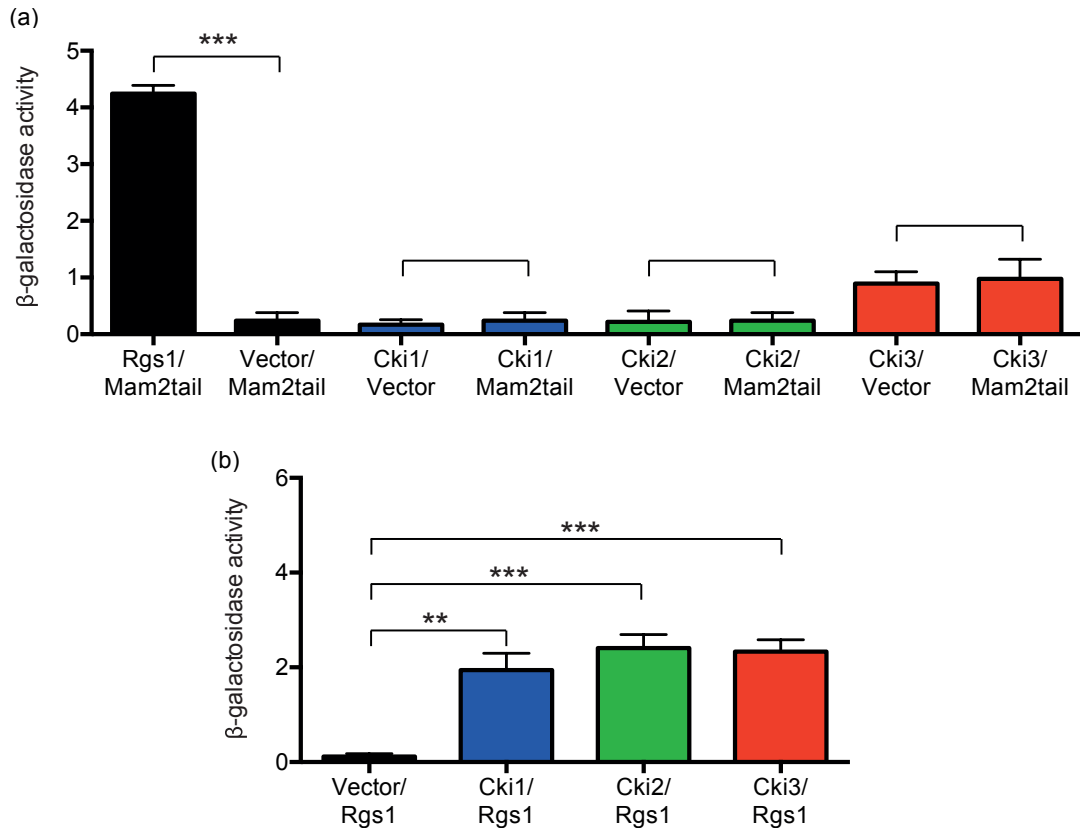 (a)
β-galactosidase activity
5
4
3
2
1
0
***
Rgs1/
Mam2tail
Vector/
Mam2tail
Cki1/
Vector
Cki1/
Mam2tail
Cki2/
Vector
Cki2/
Mam2tail
Cki3/
Vector
Cki3/
Mam2tail
(b)
β-galactosidase activity
6
4
2
0
***
***
**
Vector/
Rgs1
Cki1/
Rgs1
Cki2/
Rgs1
Cki3/
Rgs1